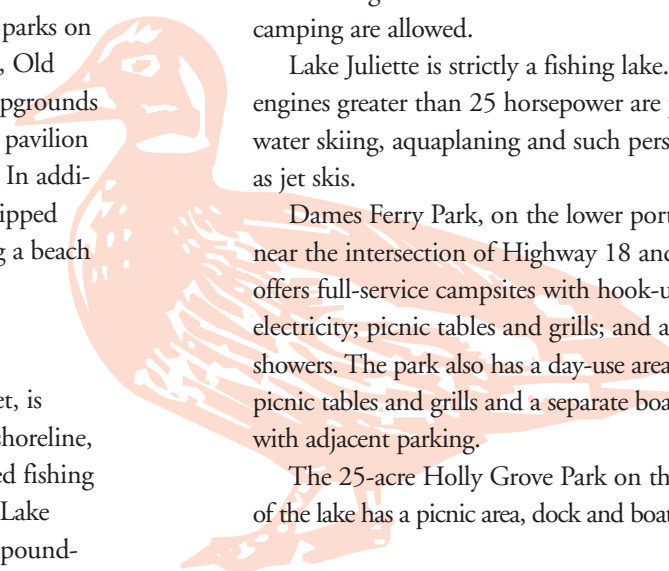 parks on
, Old
pgrounds
pavilion
In addi-
ipped
g a beach
et, is
shoreline,
ed fishing
Lake
pound-
camping are allowed.
Lake Juliette is strictly a fishing lake.
engines greater than 25 horsepower are
water skiing, aquaplaning and such pers
as jet skis.
Dames Ferry Park, on the lower port
near the intersection of Highway 18 and
offers full-service campsites with hook-u
electricity; picnic tables and grills; and a
showers. The park also has a day-use area
picnic tables and grills and a separate boa
with adjacent parking.
The 25-acre Holly Grove Park on th
of the lake has a picnic area, dock and boat